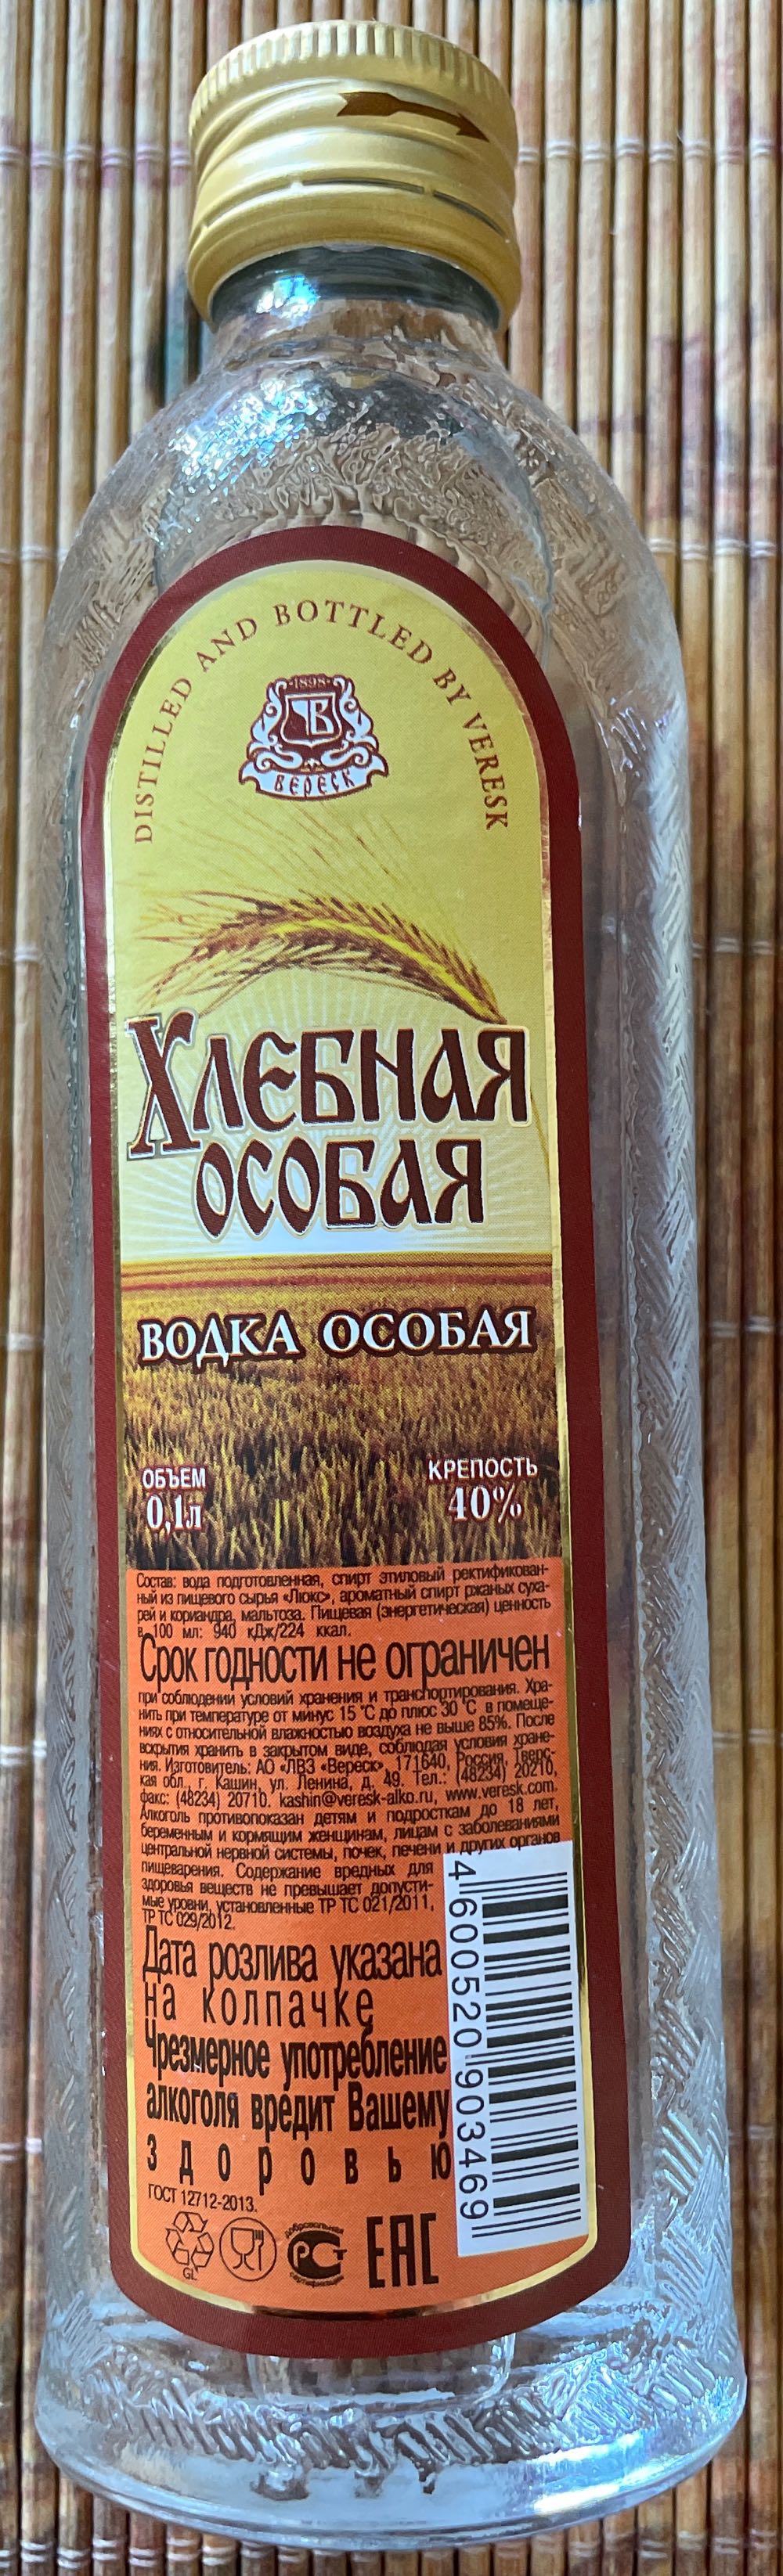 DISTILLED AND BOTTLED BY VERESK
·1898·
В
ВЕРЕСК
ХЛЕБНАЯ
ОСОБАЯ
ВОДКА ОСОБАЯ
ОБЪЕМ
0,1л
КРЕПОСТЬ
40%
Состав: вода подготовленная, спирт этиловый ректификован-
ный из пищевого сырья «Люкс», ароматный спирт ржаных суха-
рей и кориандра, мальтоза. Пищевая (энергетическая) ценность
в 100 мл: 940 кДж/224 ккал.
Срок годности не ограничен
при соблюдении условий хранения и транспортирования. Хра-
нить при температуре от минус 15 °С до плюс 30 °С в помеще-
ниях с относительной влажностью воздуха не выше 85%. После
вскрытия хранить в закрытом виде, соблюдая условия хране-
ния. Изготовитель: АО «ЛВЗ «Вереск», 171640, Россия, Тверс-
кая обл., г. Кашин, ул. Ленина, д. 49. Тел.: (48234) 20210,
факс: (48234) 20710. kashin@veresk-alko.ru, www.veresk.com.
Алкоголь противопоказан детям и подросткам до 18 лет,
беременным и кормящим женщинам, лицам с заболеваниями
центральной нервной системы, почек, печени и других органов
пищеварения. Содержание вредных для
здоровья веществ не превышает допусти-
мые уровни, установленные ТР ТС 021/2011,
ТР ТС 029/2012.
Дата розлива указана
на колпачке
Чрезмерное употребление
алкоголя вредит Вашему
здоровью
ГОСТ 12712-2013.
GL
добровольная
РСТ
сертификация
ЕАС
4 600520 903469